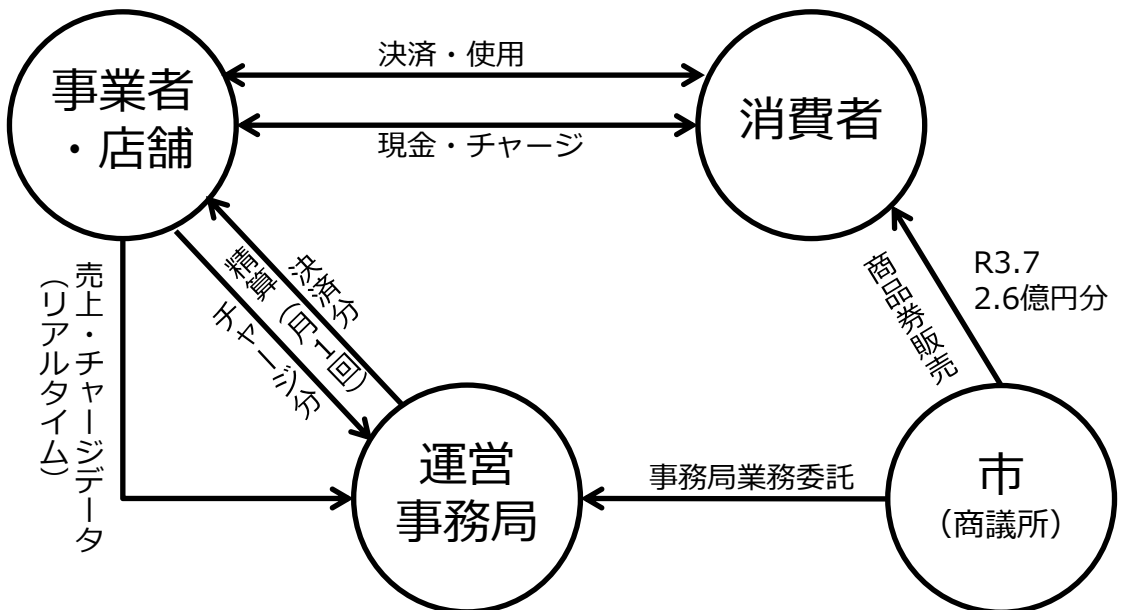 事業者
・店舗
決済・使用
現金・チャージ
消費者
売上・チャージデータ
（リアルタイム）
決済分
精算（月１回）
チャージ分
商品券販売
R3.7
2.6億円分
運営
事務局
事務局業務委託
市
（商議所）